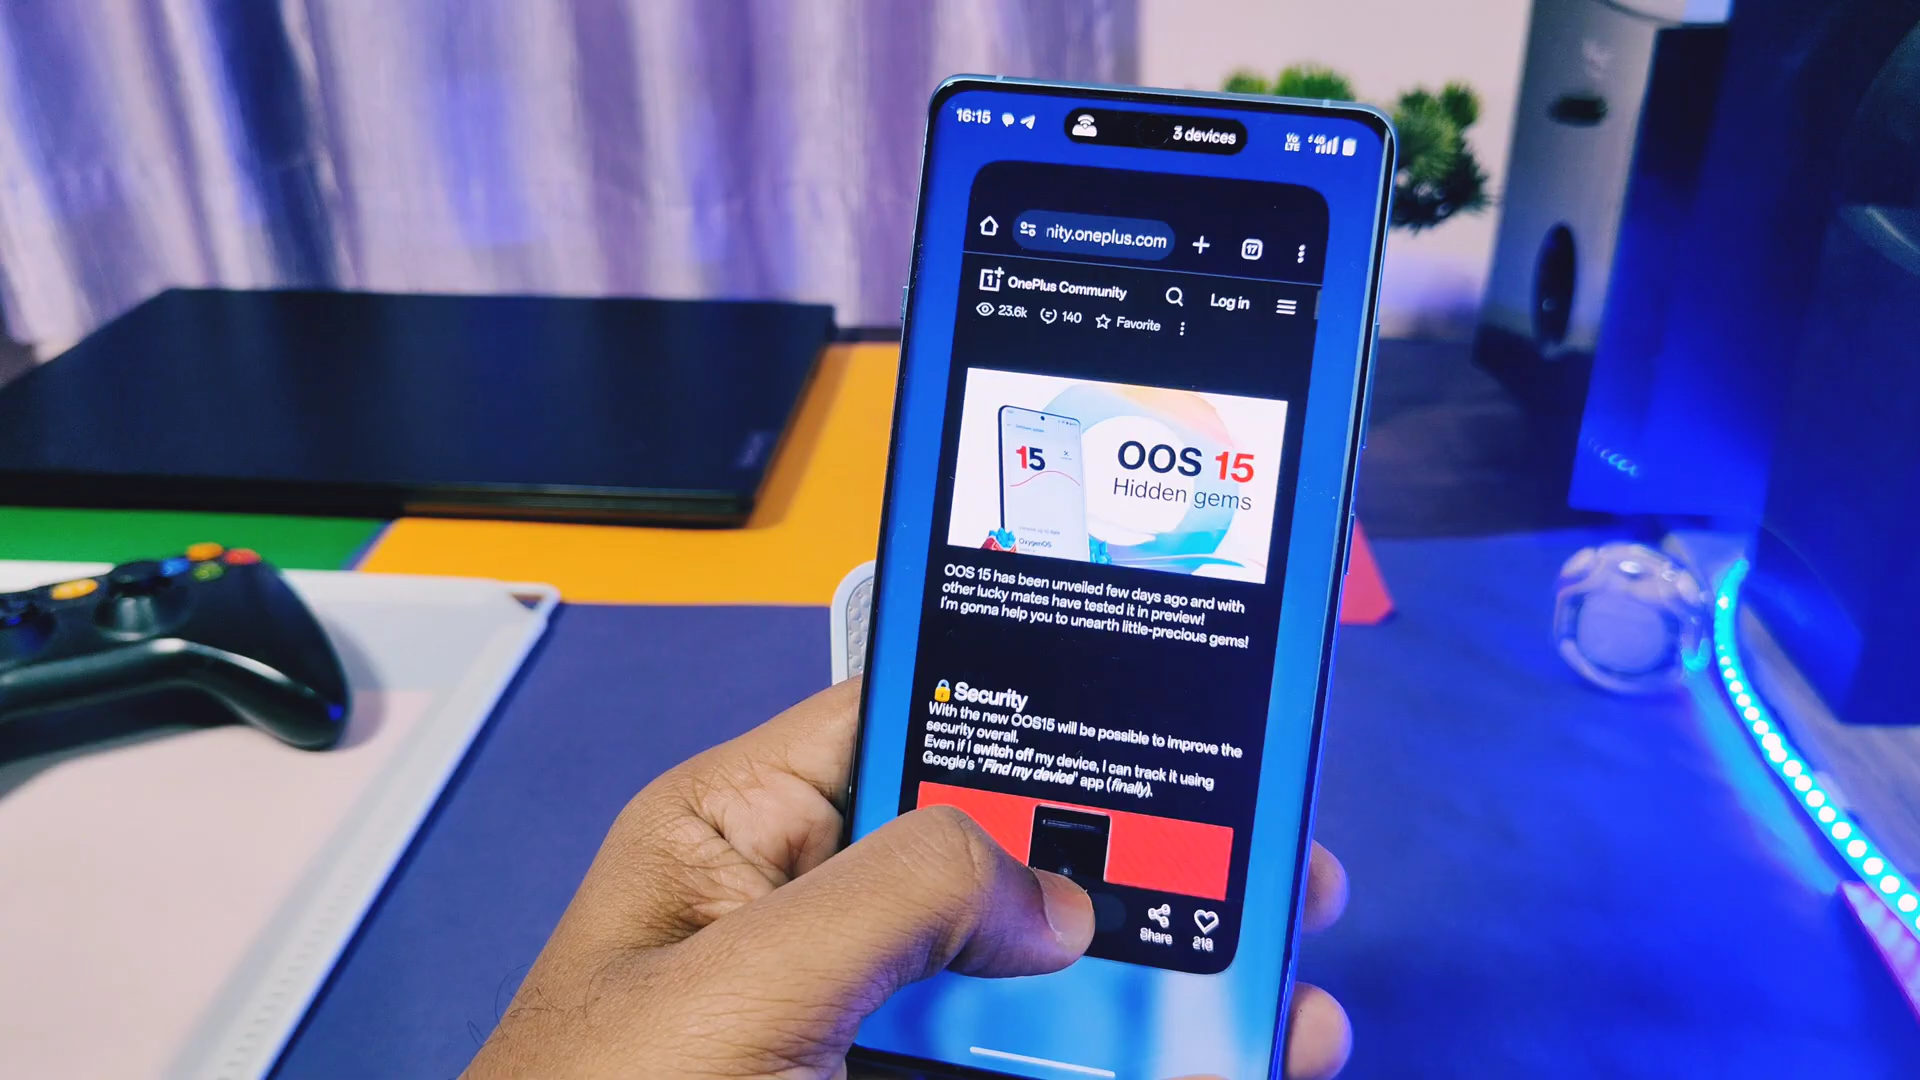 16:15
3 devices
Vo
LTE
4G
nity.oneplus.com
17
OnePlus Community
Log in
23.6k
140
Favorite
15
OOS 15
Hidden gems
OxygenOS
OOS 15 has been unveiled few days ago and with
other lucky mates have tested it in preview!
I'm gonna help you to unearth little-precious gems!
🔒Security
With the new OOS15 will be possible to improve the
security overall.
Even if I switch off my device, I can track it using
Google's "Find my device" app (finally).
Share
218